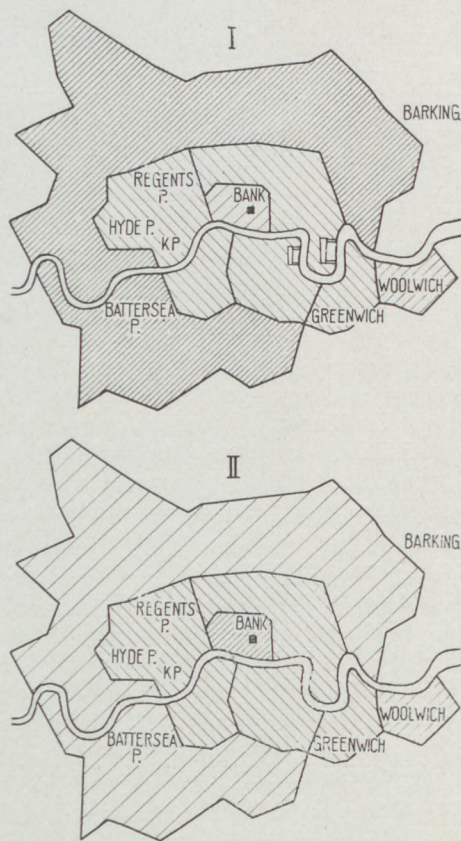 I
BARKING
REGENTS
P.
BANK
HYDE P.
KP
WOOLWICH
BATTERSEA
P.
GREENWICH
II
BARKING
REGENTS
P.
BANK
HYDE P.
KP
WOOLWICH
BATTERSEA
P.
GREENWICH